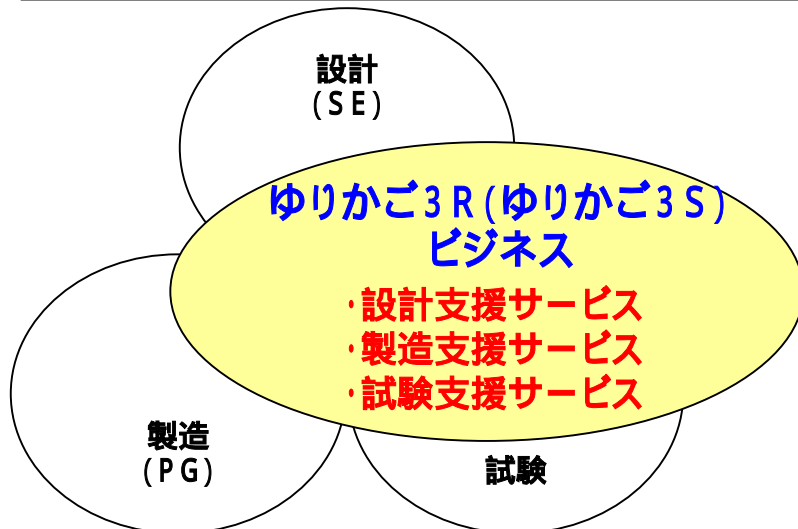 設計
(SE)
ゆりかご3R(ゆりかご3S)
ビジネス
・設計支援サービス
・製造支援サービス
・試験支援サービス
製造
(PG)
試験